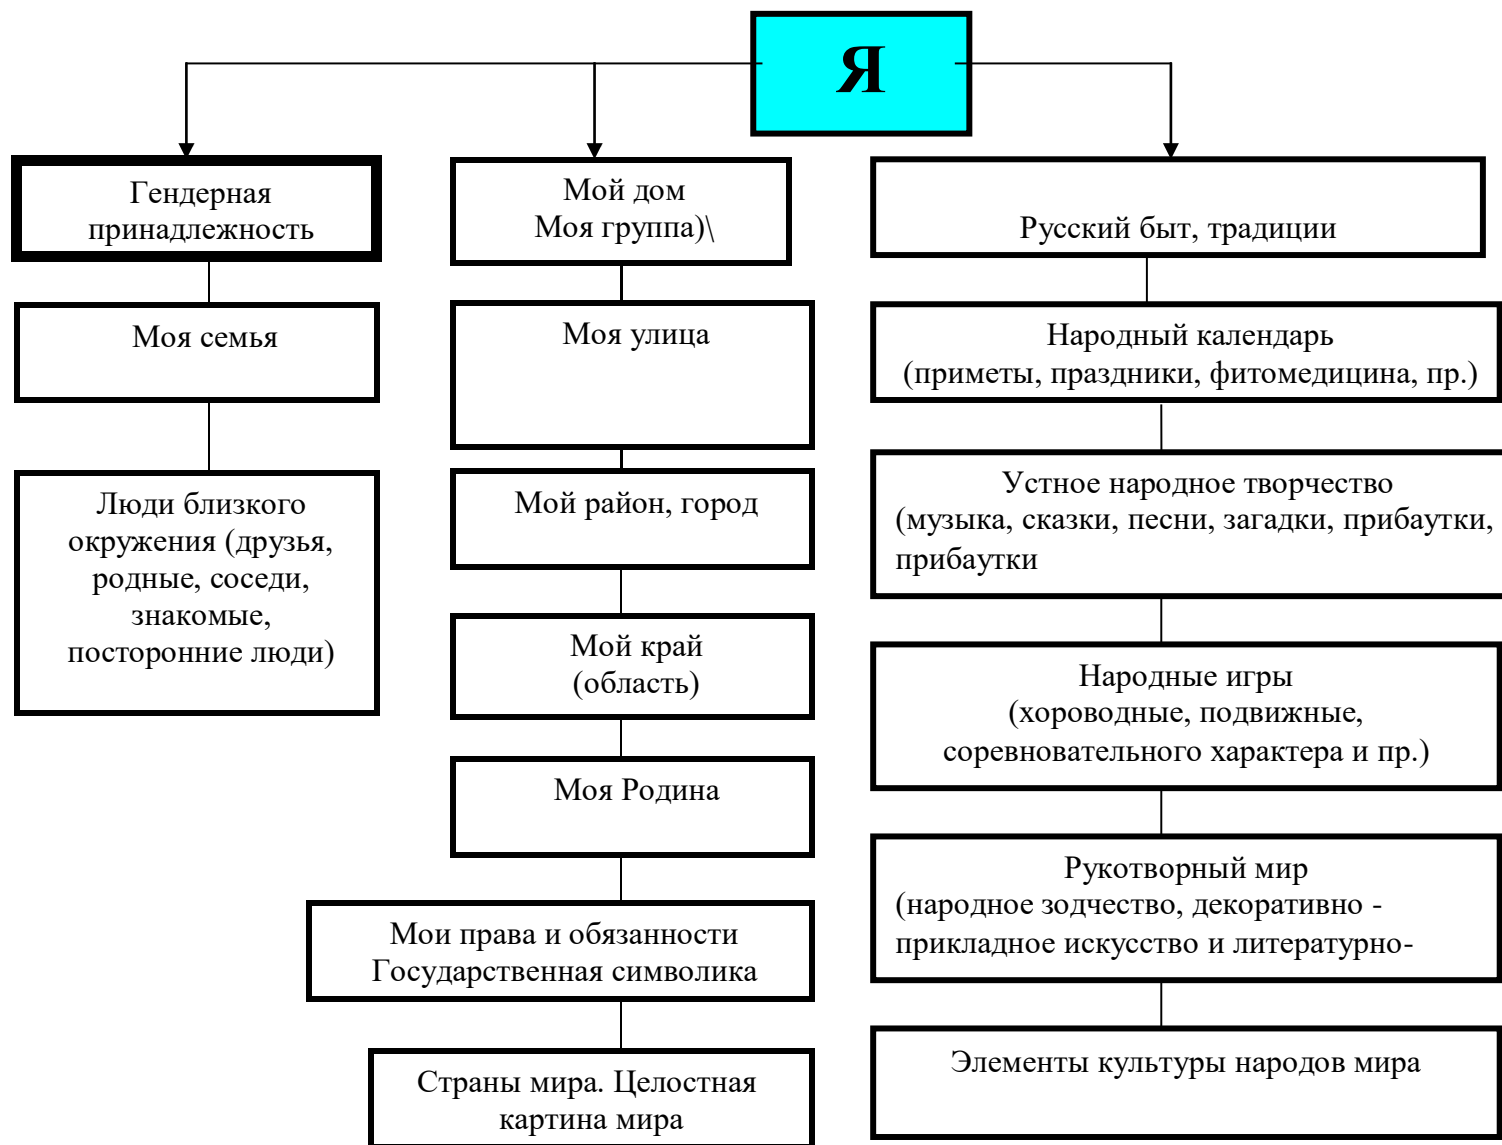 Я
Гендерная
принадлежность
Моя семья
Люди близкого
окружения (друзья,
родные, соседи,
знакомые,
посторонние люди)
Мой дом
Моя группа)\
Моя улица
Мой район, город
Мой край
(область)
Моя Родина
Мои права и обязанности
Государственная символика
Страны мира. Целостная
картина мира
Русский быт, традиции
Народный календарь
(приметы, праздники, фитомедицина, пр.)
Устное народное творчество
(музыка, сказки, песни, загадки, прибаутки,
прибаутки
Народные игры
(хороводные, подвижные,
соревновательного характера и пр.)
Рукотворный мир
(народное зодчество, декоративно -
прикладное искусство и литературно-
Элементы культуры народов мира